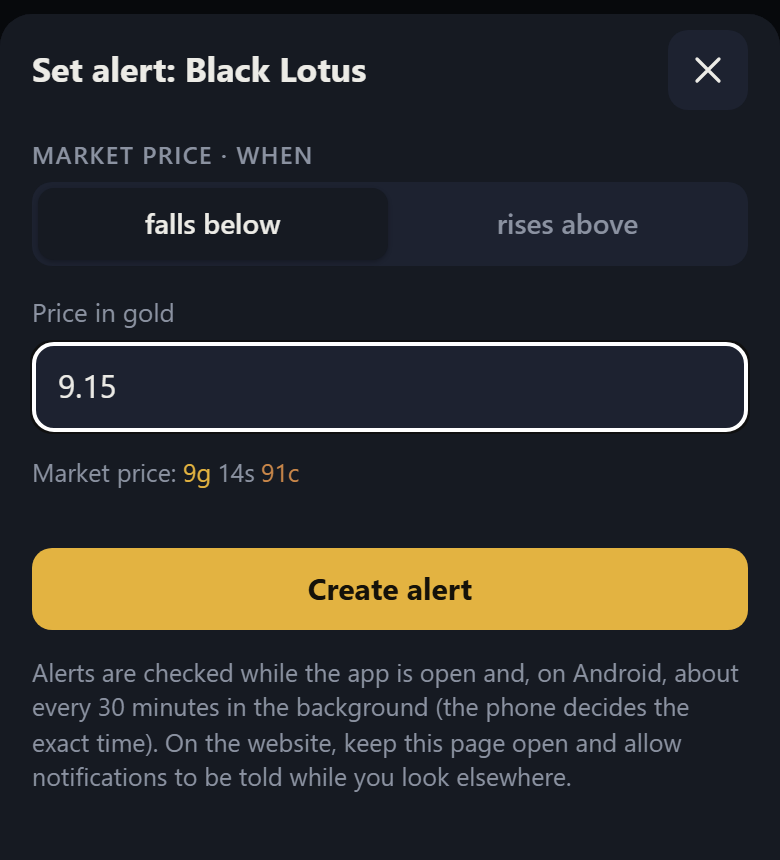 Set alert: Black Lotus
MARKET PRICE · WHEN
falls below
rises above
Price in gold
9.15
Market price: 9g 14s 91c
Create alert
Alerts are checked while the app is open and, on Android, about
every 30 minutes in the background (the phone decides the
exact time). On the website, keep this page open and allow
notifications to be told while you look elsewhere.